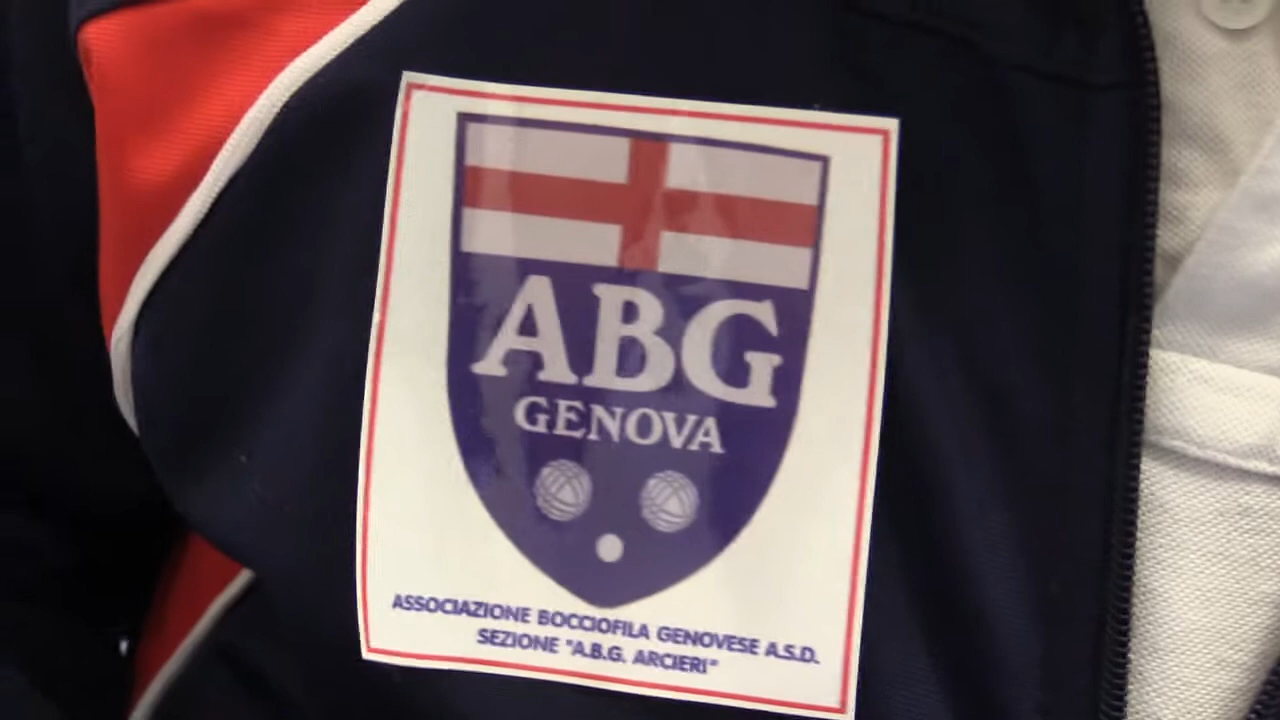 ABG
GENOVA
ASSOCIAZIONE BOCCIOFILA GENOVESE A.S.D.
SEZIONE "A.B.G. ARCIERI"